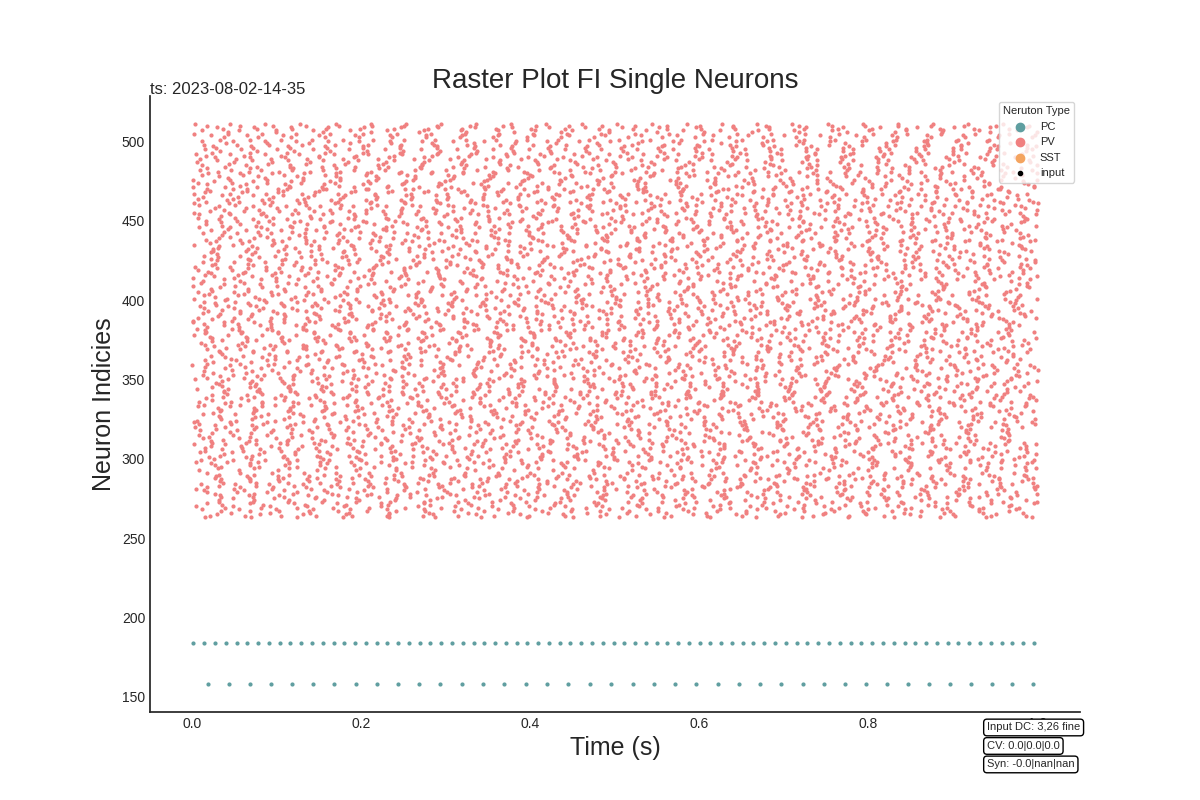 Raster Plot FI Single Neurons
ts: 2023-08-02-14-35
Neruton Type
PC
PV
SST
input
Neuron Indicies
500
450
400
350
300
250
200
150
0.0 0.2 0.4 0.6 0.8
Time (s)
Input DC: 3,26 fine
CV: 0.0|0.0|0.0
Syn: -0.0|nan|nan